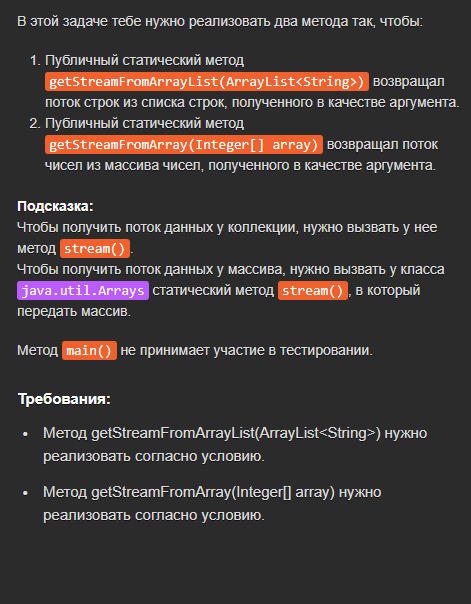 В этой задаче тебе нужно реализовать два метода так, чтобы:
1. Публичный статический метод
getStreamFromArrayList(ArrayList<String>) возвращал
поток строк из списка строк, полученного в качестве аргумента.
2. Публичный статический метод
getStreamFromArray(Integer[] array) возвращал поток
чисел из массива чисел, полученного в качестве аргумента.
Подсказка:
Чтобы получить поток данных у коллекции, нужно вызвать у нее
метод stream().
Чтобы получить поток данных у массива, нужно вызвать у класса
java.util.Arrays статический метод stream(), в который
передать массив.
Метод main() не принимает участие в тестировании.
Требования:
• Метод getStreamFromArrayList(ArrayList<String>) нужно
реализовать согласно условию.
• Метод getStreamFromArray(Integer[] array) нужно
реализовать согласно условию.